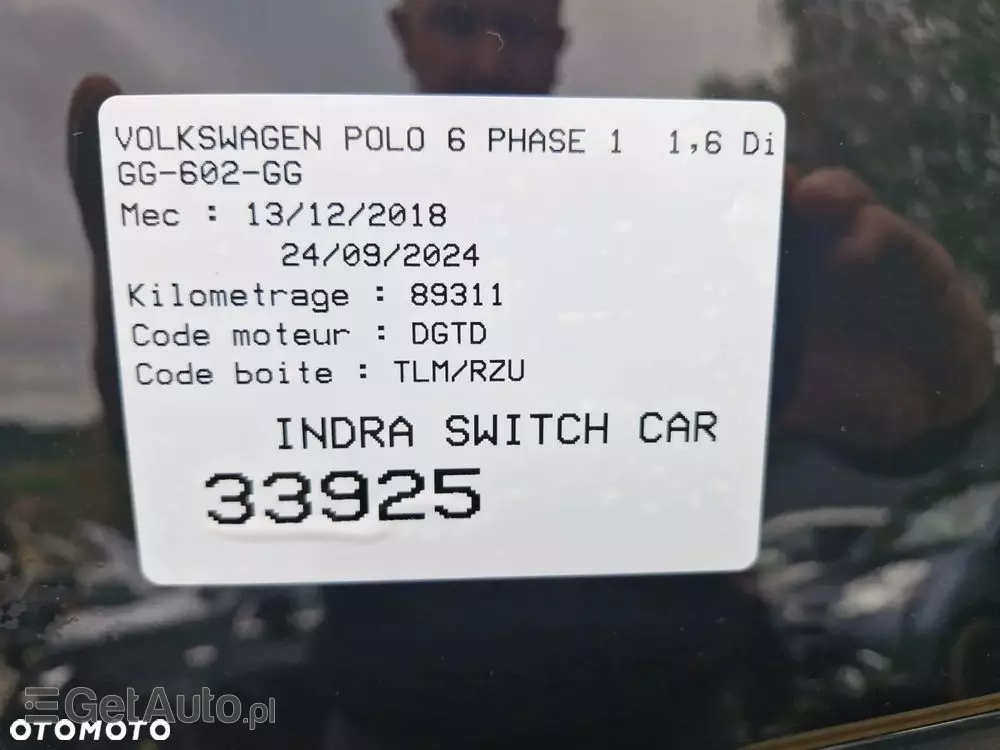 VOLKSWAGEN POLO 6 PHASE 1 1,6 Di
GG-602-GG
Mec : 13/12/2018
24/09/2024
Kilometrage : 89311
Code moteur : DGTD
Code boite : TLM/RZU
INDRA SWITCH CAR
33925
GetAuto.pl
OTOMOTO